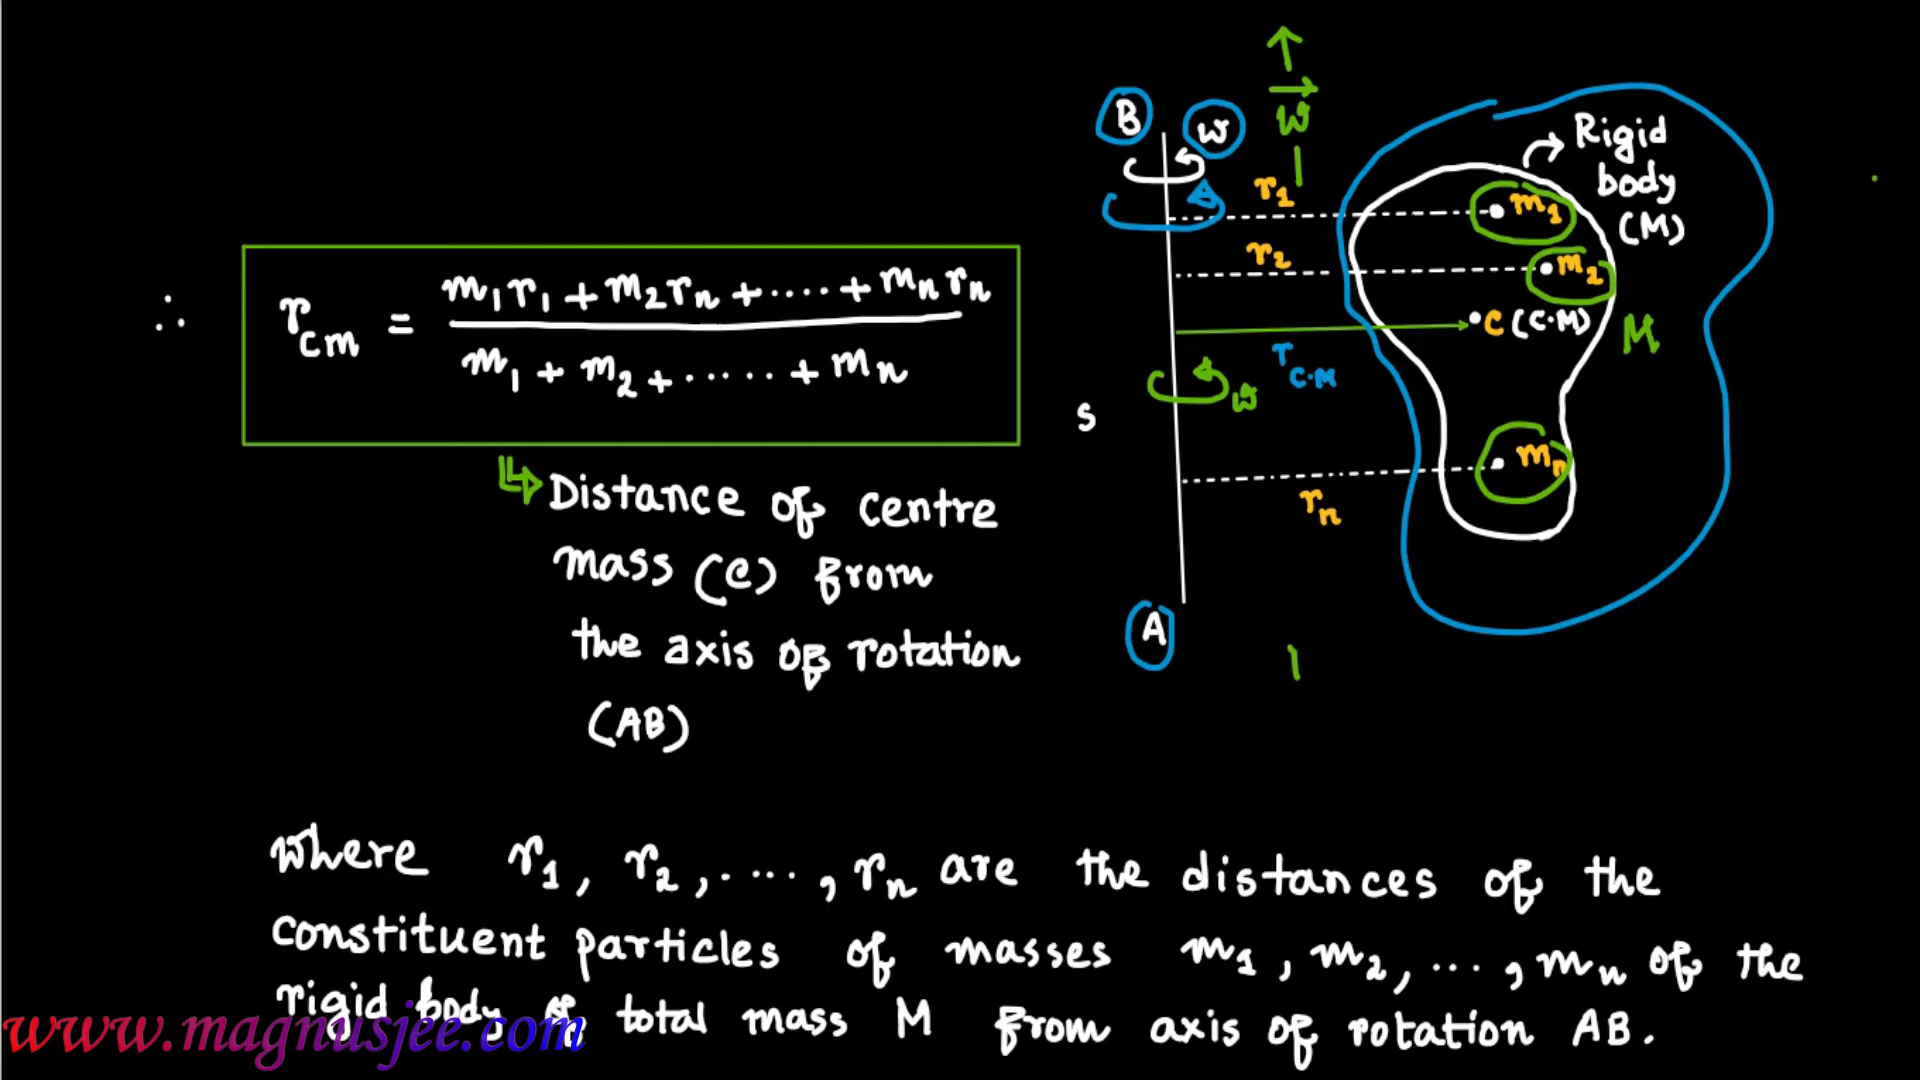 ∴ r_cm = (m₁r₁ + m₂rₙ + .... + mₙrₙ) / (m₁ + m₂ + ..... + mₙ)
Distance of centre
mass (C) from
the axis of rotation
(AB)
B
ω
ω⃗
Rigid
body
(M)
r₁
m₁
r₂
m₂
C (C·M)
M
r_C·M
ω
s
mₙ
rₙ
A
where r₁, r₂, ...., rₙ are the distances of the
constituent particles of masses m₁, m₂, ..., mₙ of the
rigid body of total mass M from axis of rotation AB.
www.magnusjee.com